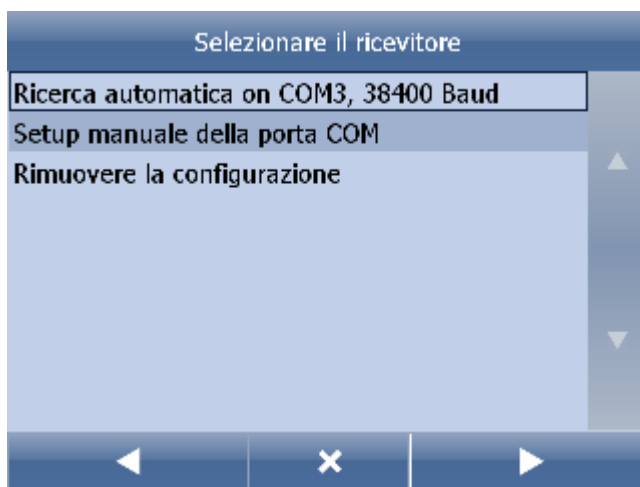 Selezionare il ricevitore
Ricerca automatica on COM3, 38400 Baud
Setup manuale della porta COM
Rimuovere la configurazione